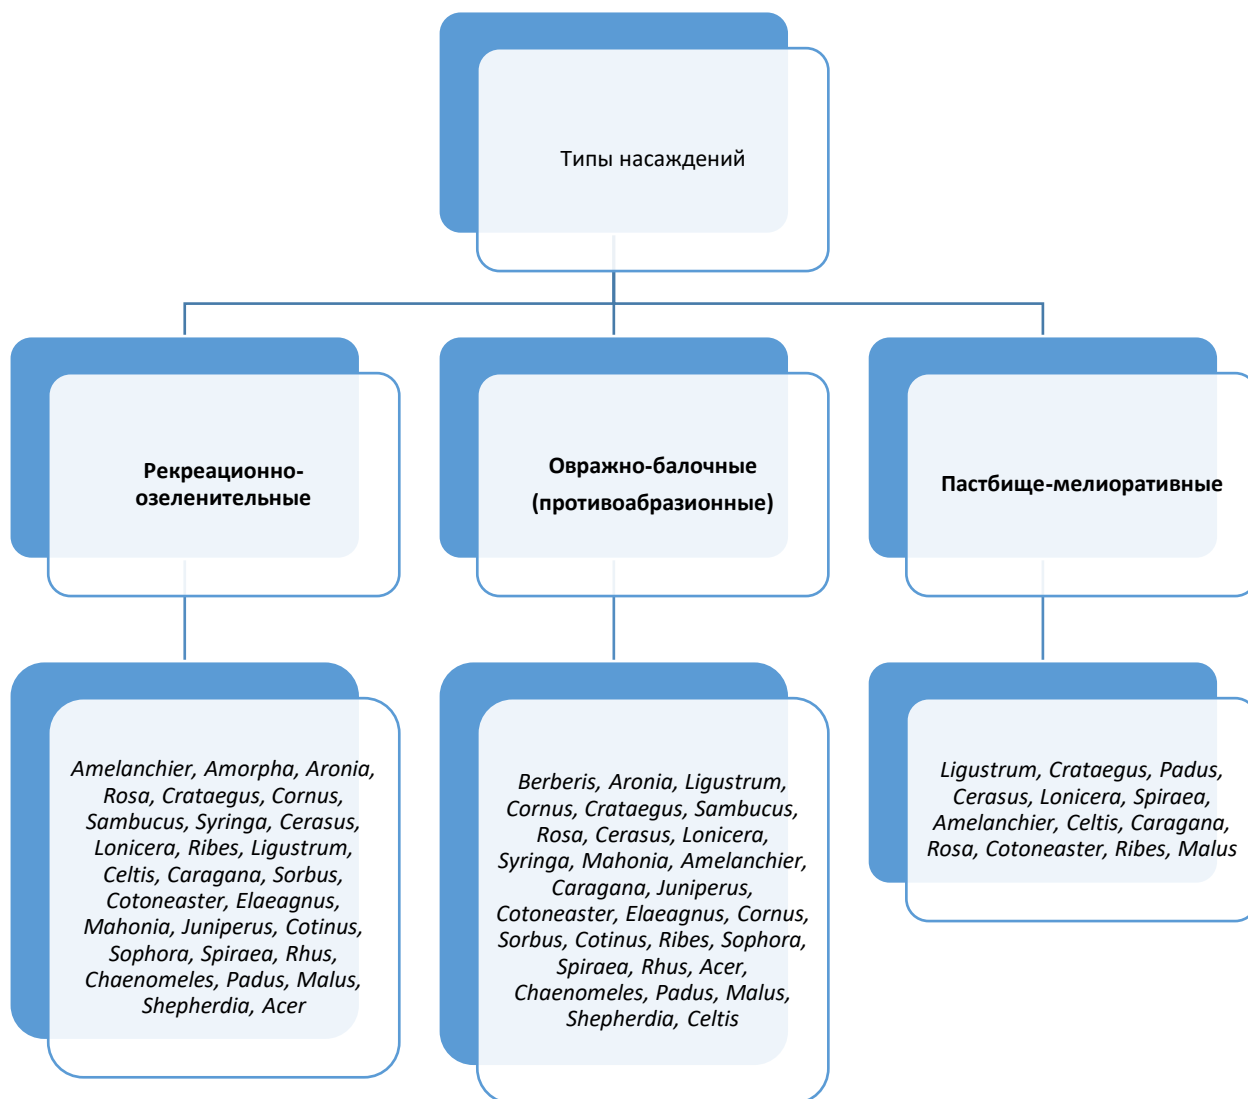 Типы насаждений
Рекреационно-
озеленительные
Овражно-балочные
(противоабразионные)
Пастбище-мелиоративные
Amelanchier, Amorpha, Aronia,
Rosa, Crataegus, Cornus,
Sambucus, Syringa, Cerasus,
Lonicera, Ribes, Ligustrum,
Celtis, Caragana, Sorbus,
Cotoneaster, Elaeagnus,
Mahonia, Juniperus, Cotinus,
Sophora, Spiraea, Rhus,
Chaenomeles, Padus, Malus,
Shepherdia, Acer
Berberis, Aronia, Ligustrum,
Cornus, Crataegus, Sambucus,
Rosa, Cerasus, Lonicera,
Syringa, Mahonia, Amelanchier,
Caragana, Juniperus,
Cotoneaster, Elaeagnus, Cornus,
Sorbus, Cotinus, Ribes, Sophora,
Spiraea, Rhus, Acer,
Chaenomeles, Padus, Malus,
Shepherdia, Celtis
Ligustrum, Crataegus, Padus,
Cerasus, Lonicera, Spiraea,
Amelanchier, Celtis, Caragana,
Rosa, Cotoneaster, Ribes, Malus